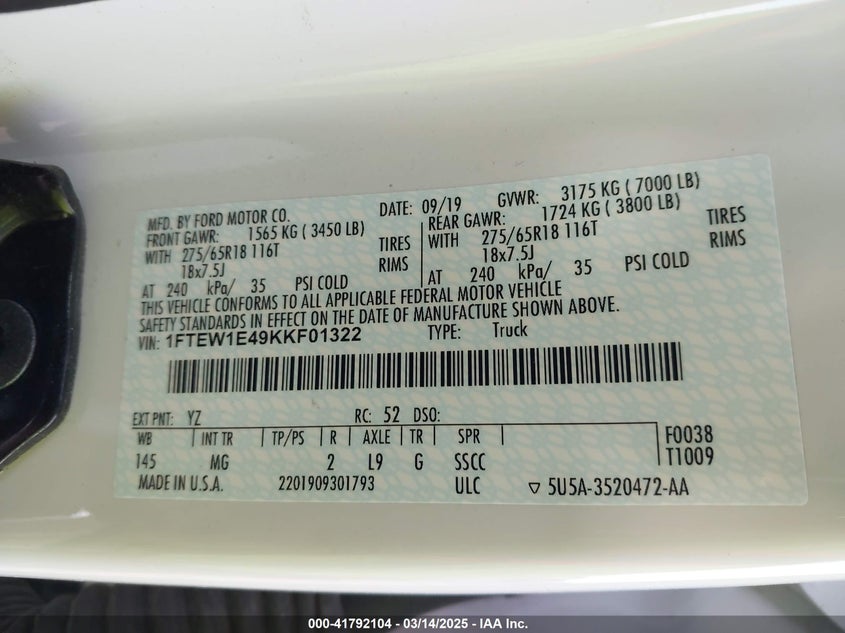 MFD. BY FORD MOTOR CO. DATE: 09/19 GVWR: 3175 KG ( 7000 LB)
FRONT GAWR: 1565 KG ( 3450 LB) REAR GAWR: 1724 KG ( 3800 LB)
WITH 275/65R18 116T TIRES WITH 275/65R18 116T TIRES
18x7.5J RIMS 18x7.5J RIMS
AT 240 kPa/ 35 PSI COLD AT 240 kPa/ 35 PSI COLD
THIS VEHICLE CONFORMS TO ALL APPLICABLE FEDERAL MOTOR VEHICLE
SAFETY STANDARDS IN EFFECT ON THE DATE OF MANUFACTURE SHOWN ABOVE.
VIN: 1FTEW1E49KKF01322 TYPE: Truck
EXT PNT: YZ RC: 52 DSO:
WB INT TR TP/PS R AXLE TR SPR F0038
145 MG 2 L9 G SSCC T1009
MADE IN U.S.A. 2201909301793 ULC ▽ 5U5A-3520472-AA
000-41792104 - 03/14/2025 - IAA Inc.